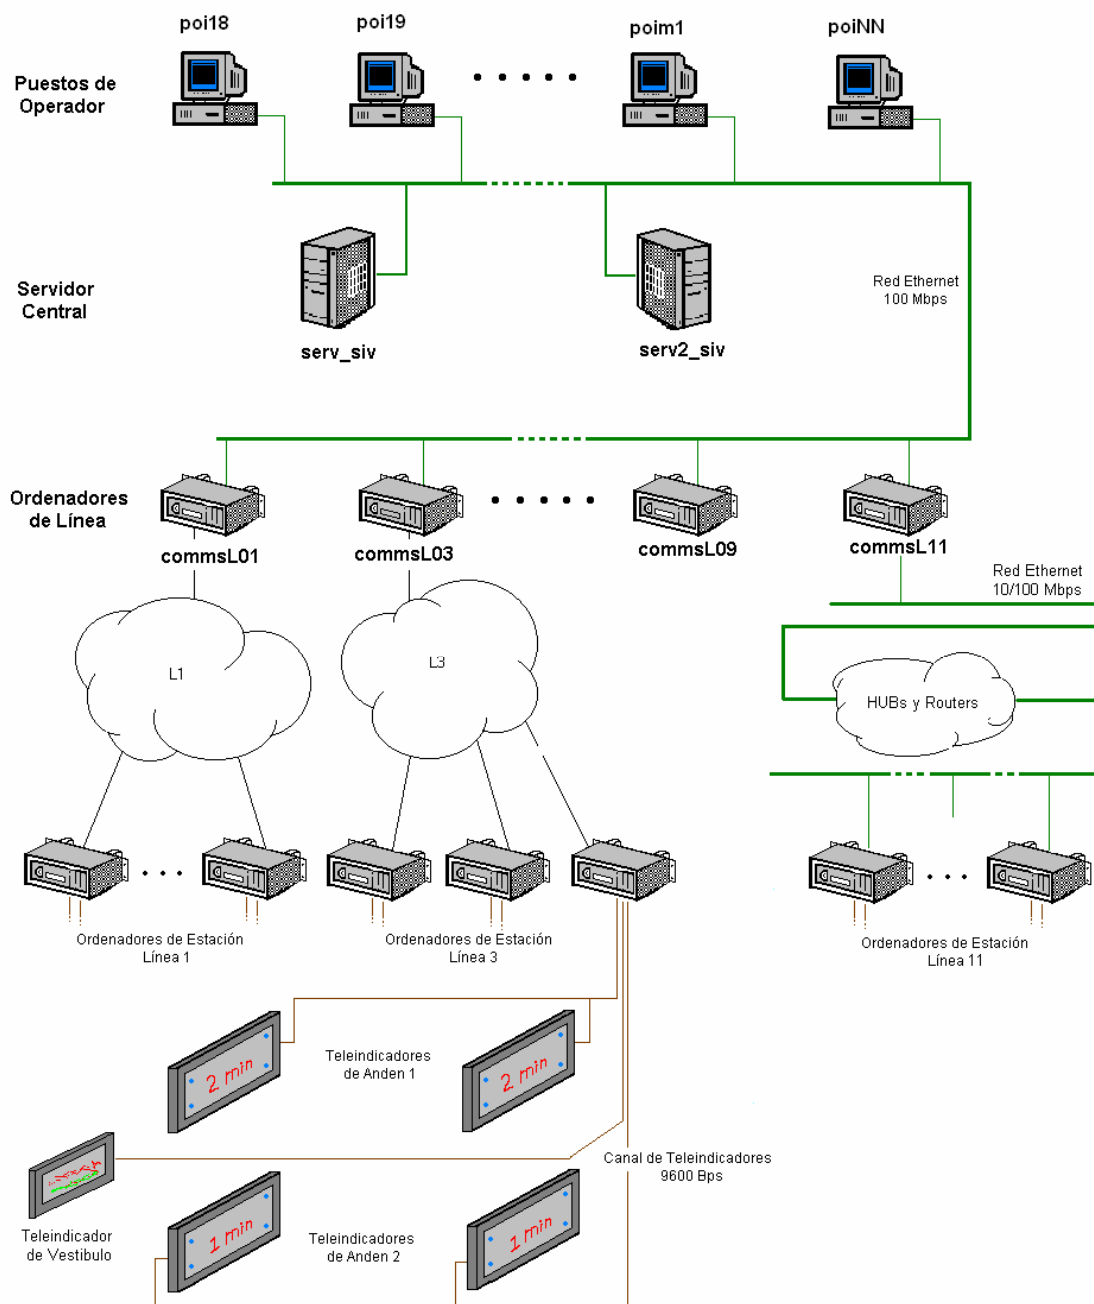 poi18
poi19
poim1
poiNN
Puestos de
Operador
Servidor
Central
Red Ethernet
100 Mbps
serv_siv
serv2_siv
Ordenadores
de Línea
commsL01
commsL03
commsL09
commsL11
Red Ethernet
10/100 Mbps
L1
L3
HUBs y Routers
Ordenadores de Estación
Línea 1
Ordenadores de Estación
Línea 3
Ordenadores de Estación
Línea 11
2 min
Teleindicadores
de Anden 1
2 min
Canal de Teleindicadores
9600 Bps
Teleindicador
de Vestibulo
1 min
Teleindicadores
de Anden 2
1 min